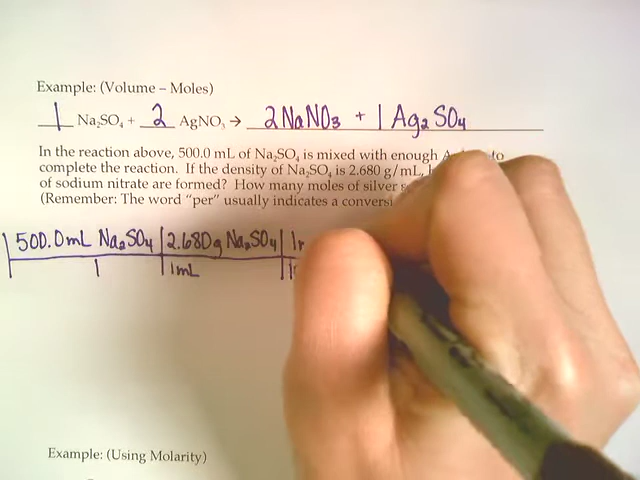 Example: (Volume – Moles)
1 Na₂SO₄ + 2 AgNO₃ → 2NaNO₃ + 1 Ag₂SO₄
In the reaction above, 500.0 mL of Na₂SO₄ is mixed with enough to
complete the reaction. If the density of Na₂SO₄ is 2.680 g/mL,
of sodium nitrate are formed? How many moles of silver
(Remember: The word “per” usually indicates a
500.0mL Na₂SO₄ | 2.680g Na₂SO₄ | 1
1 | 1mL
Example: (Using Molarity)